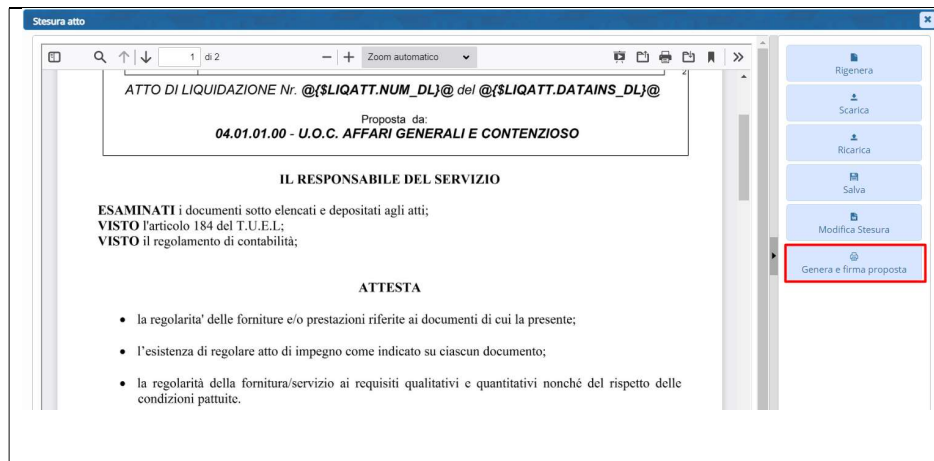 Stesura atto
1 di 2
Zoom automatico
ATTO DI LIQUIDAZIONE Nr. @{$LIQATT.NUM_DL}@ del @{$LIQATT.DATAINS_DL}@
Proposta da:
04.01.01.00 - U.O.C. AFFARI GENERALI E CONTENZIOSO
IL RESPONSABILE DEL SERVIZIO
ESAMINATI i documenti sotto elencati e depositati agli atti;
VISTO l'articolo 184 del T.U.E.L;
VISTO il regolamento di contabilità;
ATTESTA
• la regolarita' delle forniture e/o prestazioni riferite ai documenti di cui la presente;
• l'esistenza di regolare atto di impegno come indicato su ciascun documento;
• la regolarità della fornitura/servizio ai requisiti qualitativi e quantitativi nonché del rispetto delle
condizioni pattuite.
Rigenera
Scarica
Ricarica
Salva
Modifica Stesura
Genera e firma proposta